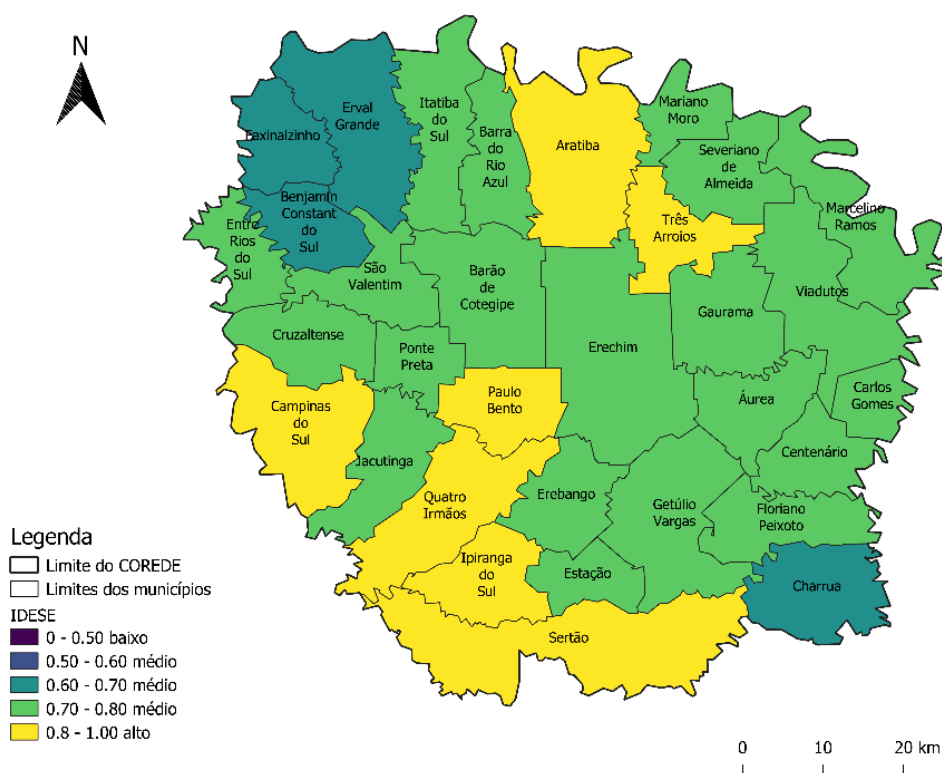 N
Erval
Grande
Faxinalzinho
Itatiba
do
Sul
Barra
do
Rio
Azul
Aratiba
Mariano
Moro
Severiano
de
Almeida
Três
Arroios
Marcelino
Ramos
Benjamin
Constant
do
Sul
Entre
Rios
do
Sul
São
Valentim
Barão
de
Cotegipe
Viadutos
Gaurama
Erechim
Cruzaltense
Ponte
Preta
Paulo
Bento
Áurea
Carlos
Gomes
Campinas
do
Sul
Jacutinga
Centenário
Quatro
Irmãos
Erebango
Getúlio
Vargas
Floriano
Peixoto
Ipiranga
do
Sul
Estação
Charrua
Sertão
Legenda
Limite do COREDE
Limites dos municípios
IDESE
0 - 0.50 baixo
0.50 - 0.60 médio
0.60 - 0.70 médio
0.70 - 0.80 médio
0.8 - 1.00 alto
0 10 20 km